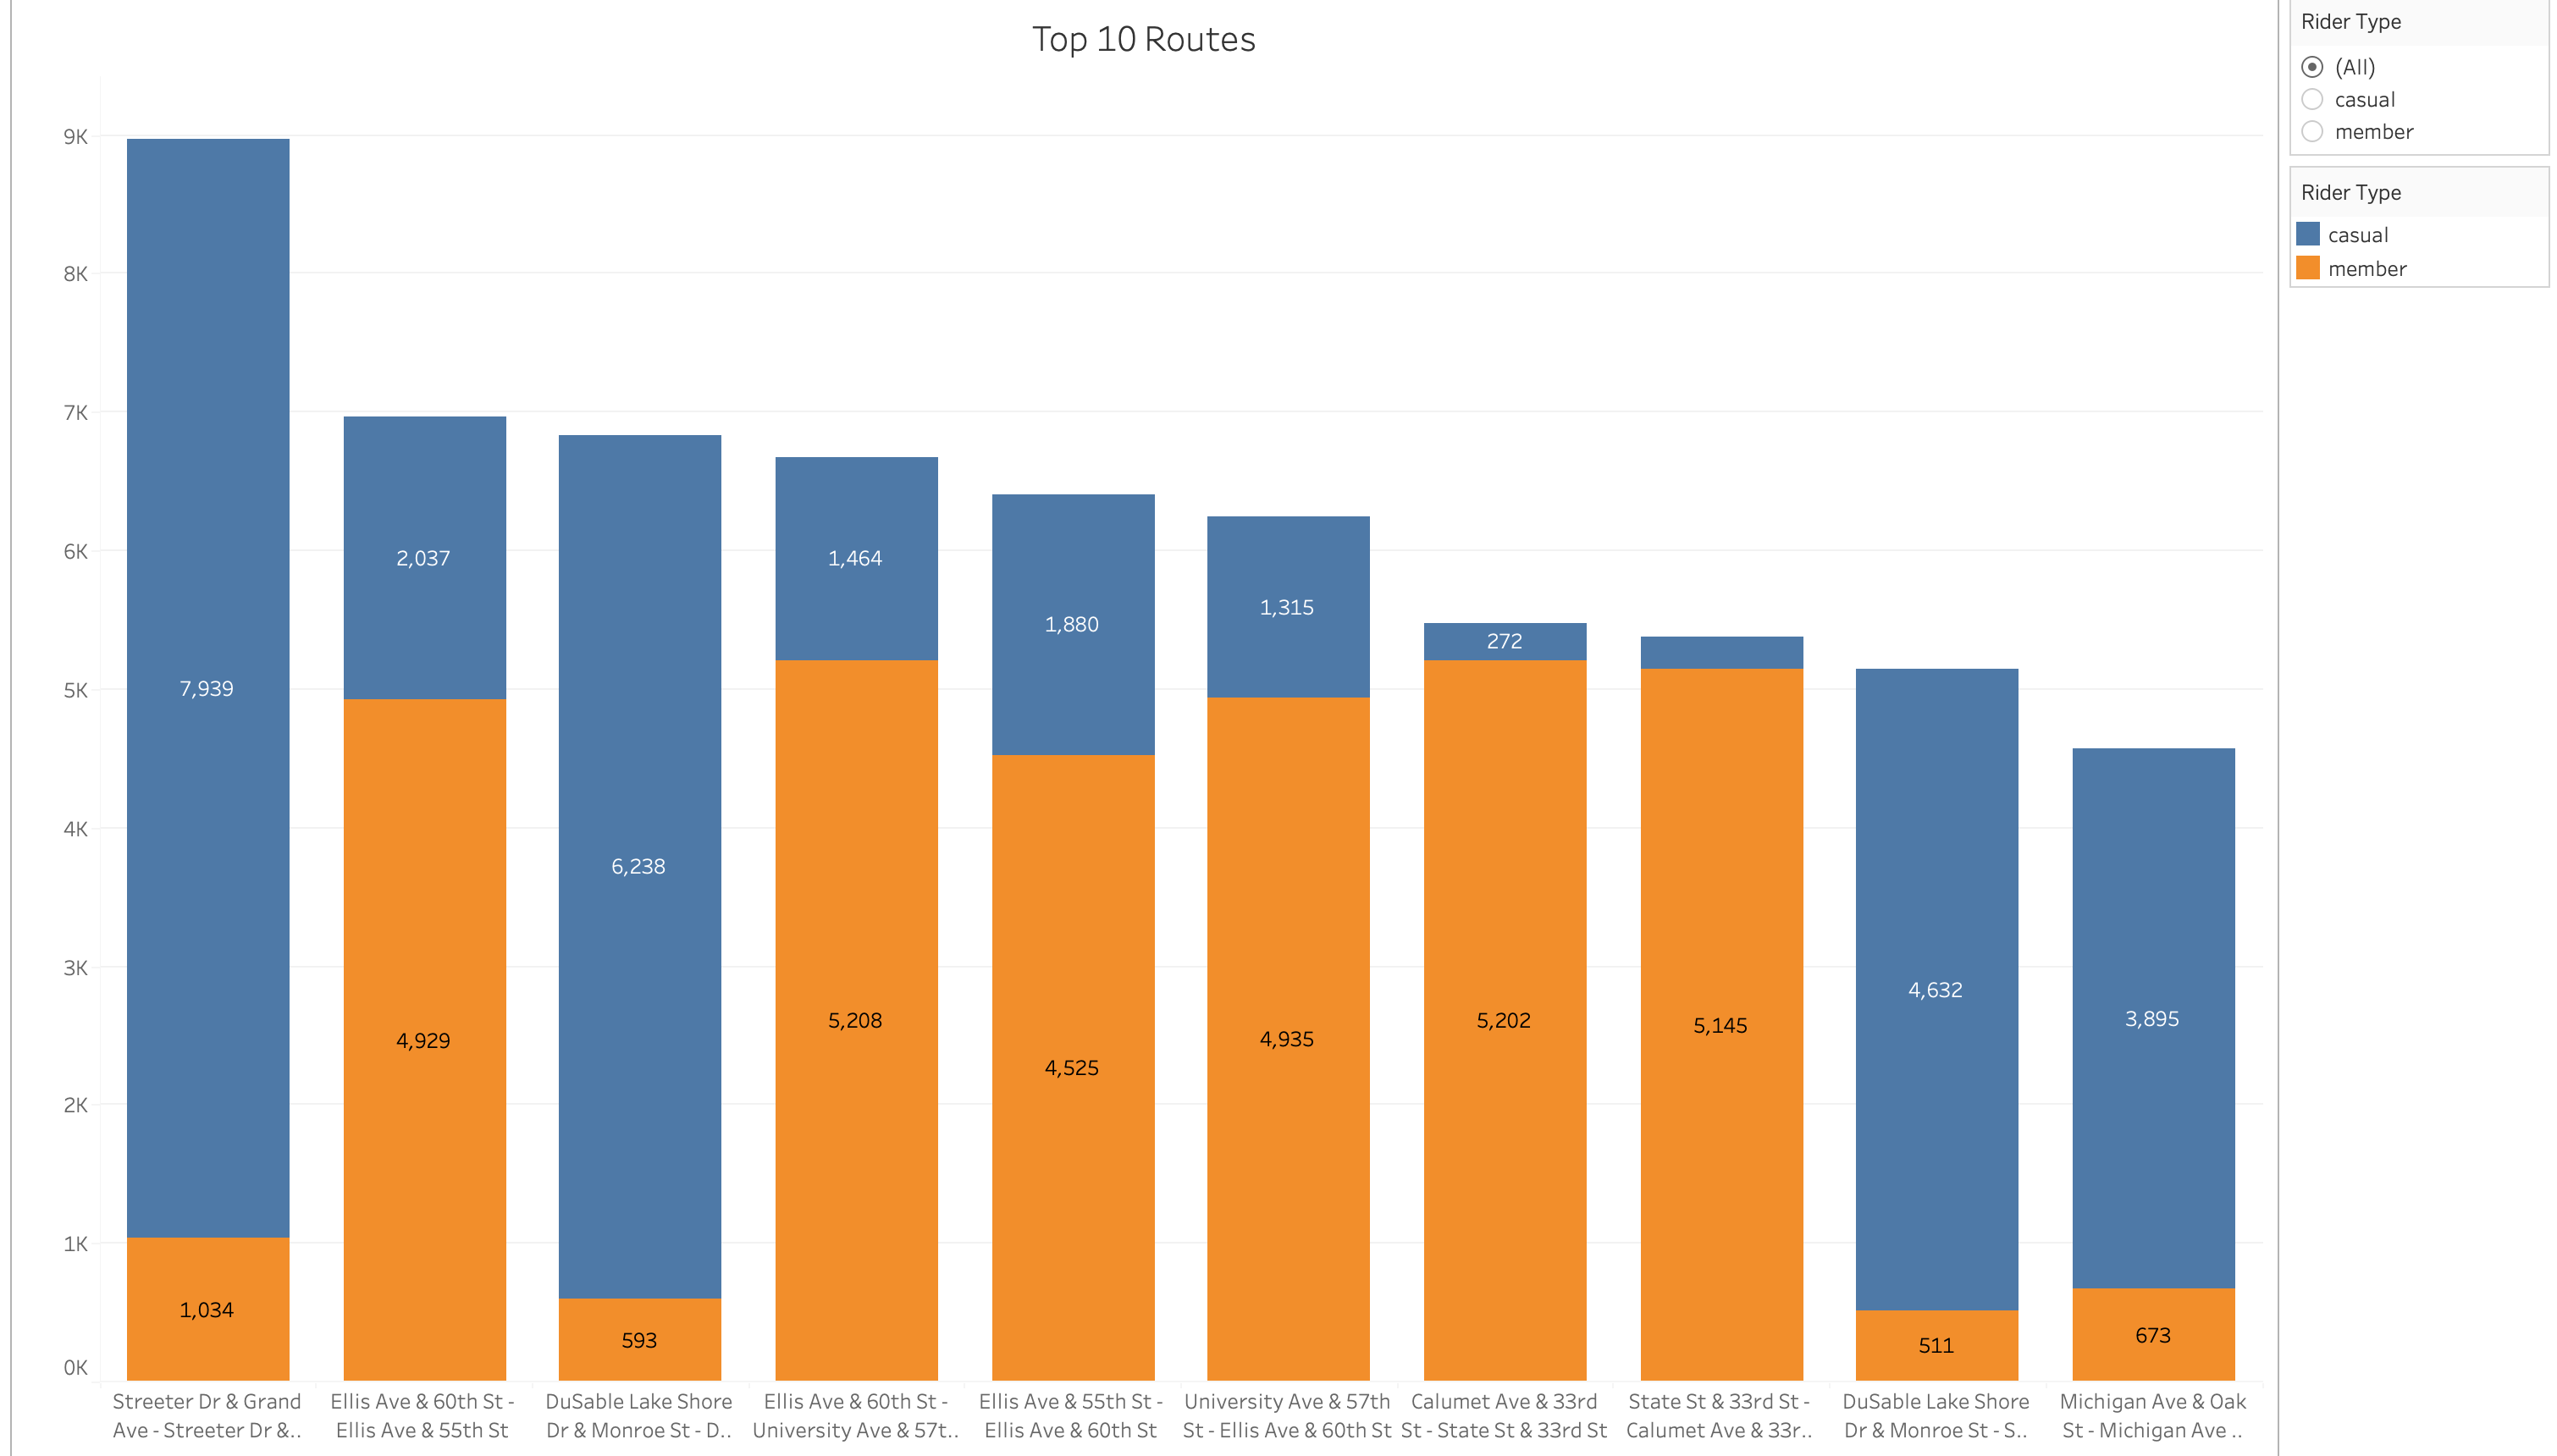 Top 10 Routes
9K
8K
7K
6K
5K
4K
3K
2K
1K
0K
7,939
1,034
2,037
4,929
6,238
593
1,464
5,208
1,880
4,525
1,315
4,935
272
5,202
5,145
4,632
511
3,895
673
Streeter Dr & Grand
Ave - Streeter Dr &..
Ellis Ave & 60th St -
Ellis Ave & 55th St
DuSable Lake Shore
Dr & Monroe St - D..
Ellis Ave & 60th St -
University Ave & 57t..
Ellis Ave & 55th St -
Ellis Ave & 60th St
University Ave & 57th
St - Ellis Ave & 60th St
Calumet Ave & 33rd
St - State St & 33rd St
State St & 33rd St -
Calumet Ave & 33r..
DuSable Lake Shore
Dr & Monroe St - S..
Michigan Ave & Oak
St - Michigan Ave ..
Rider Type
(All)
casual
member
Rider Type
casual
member